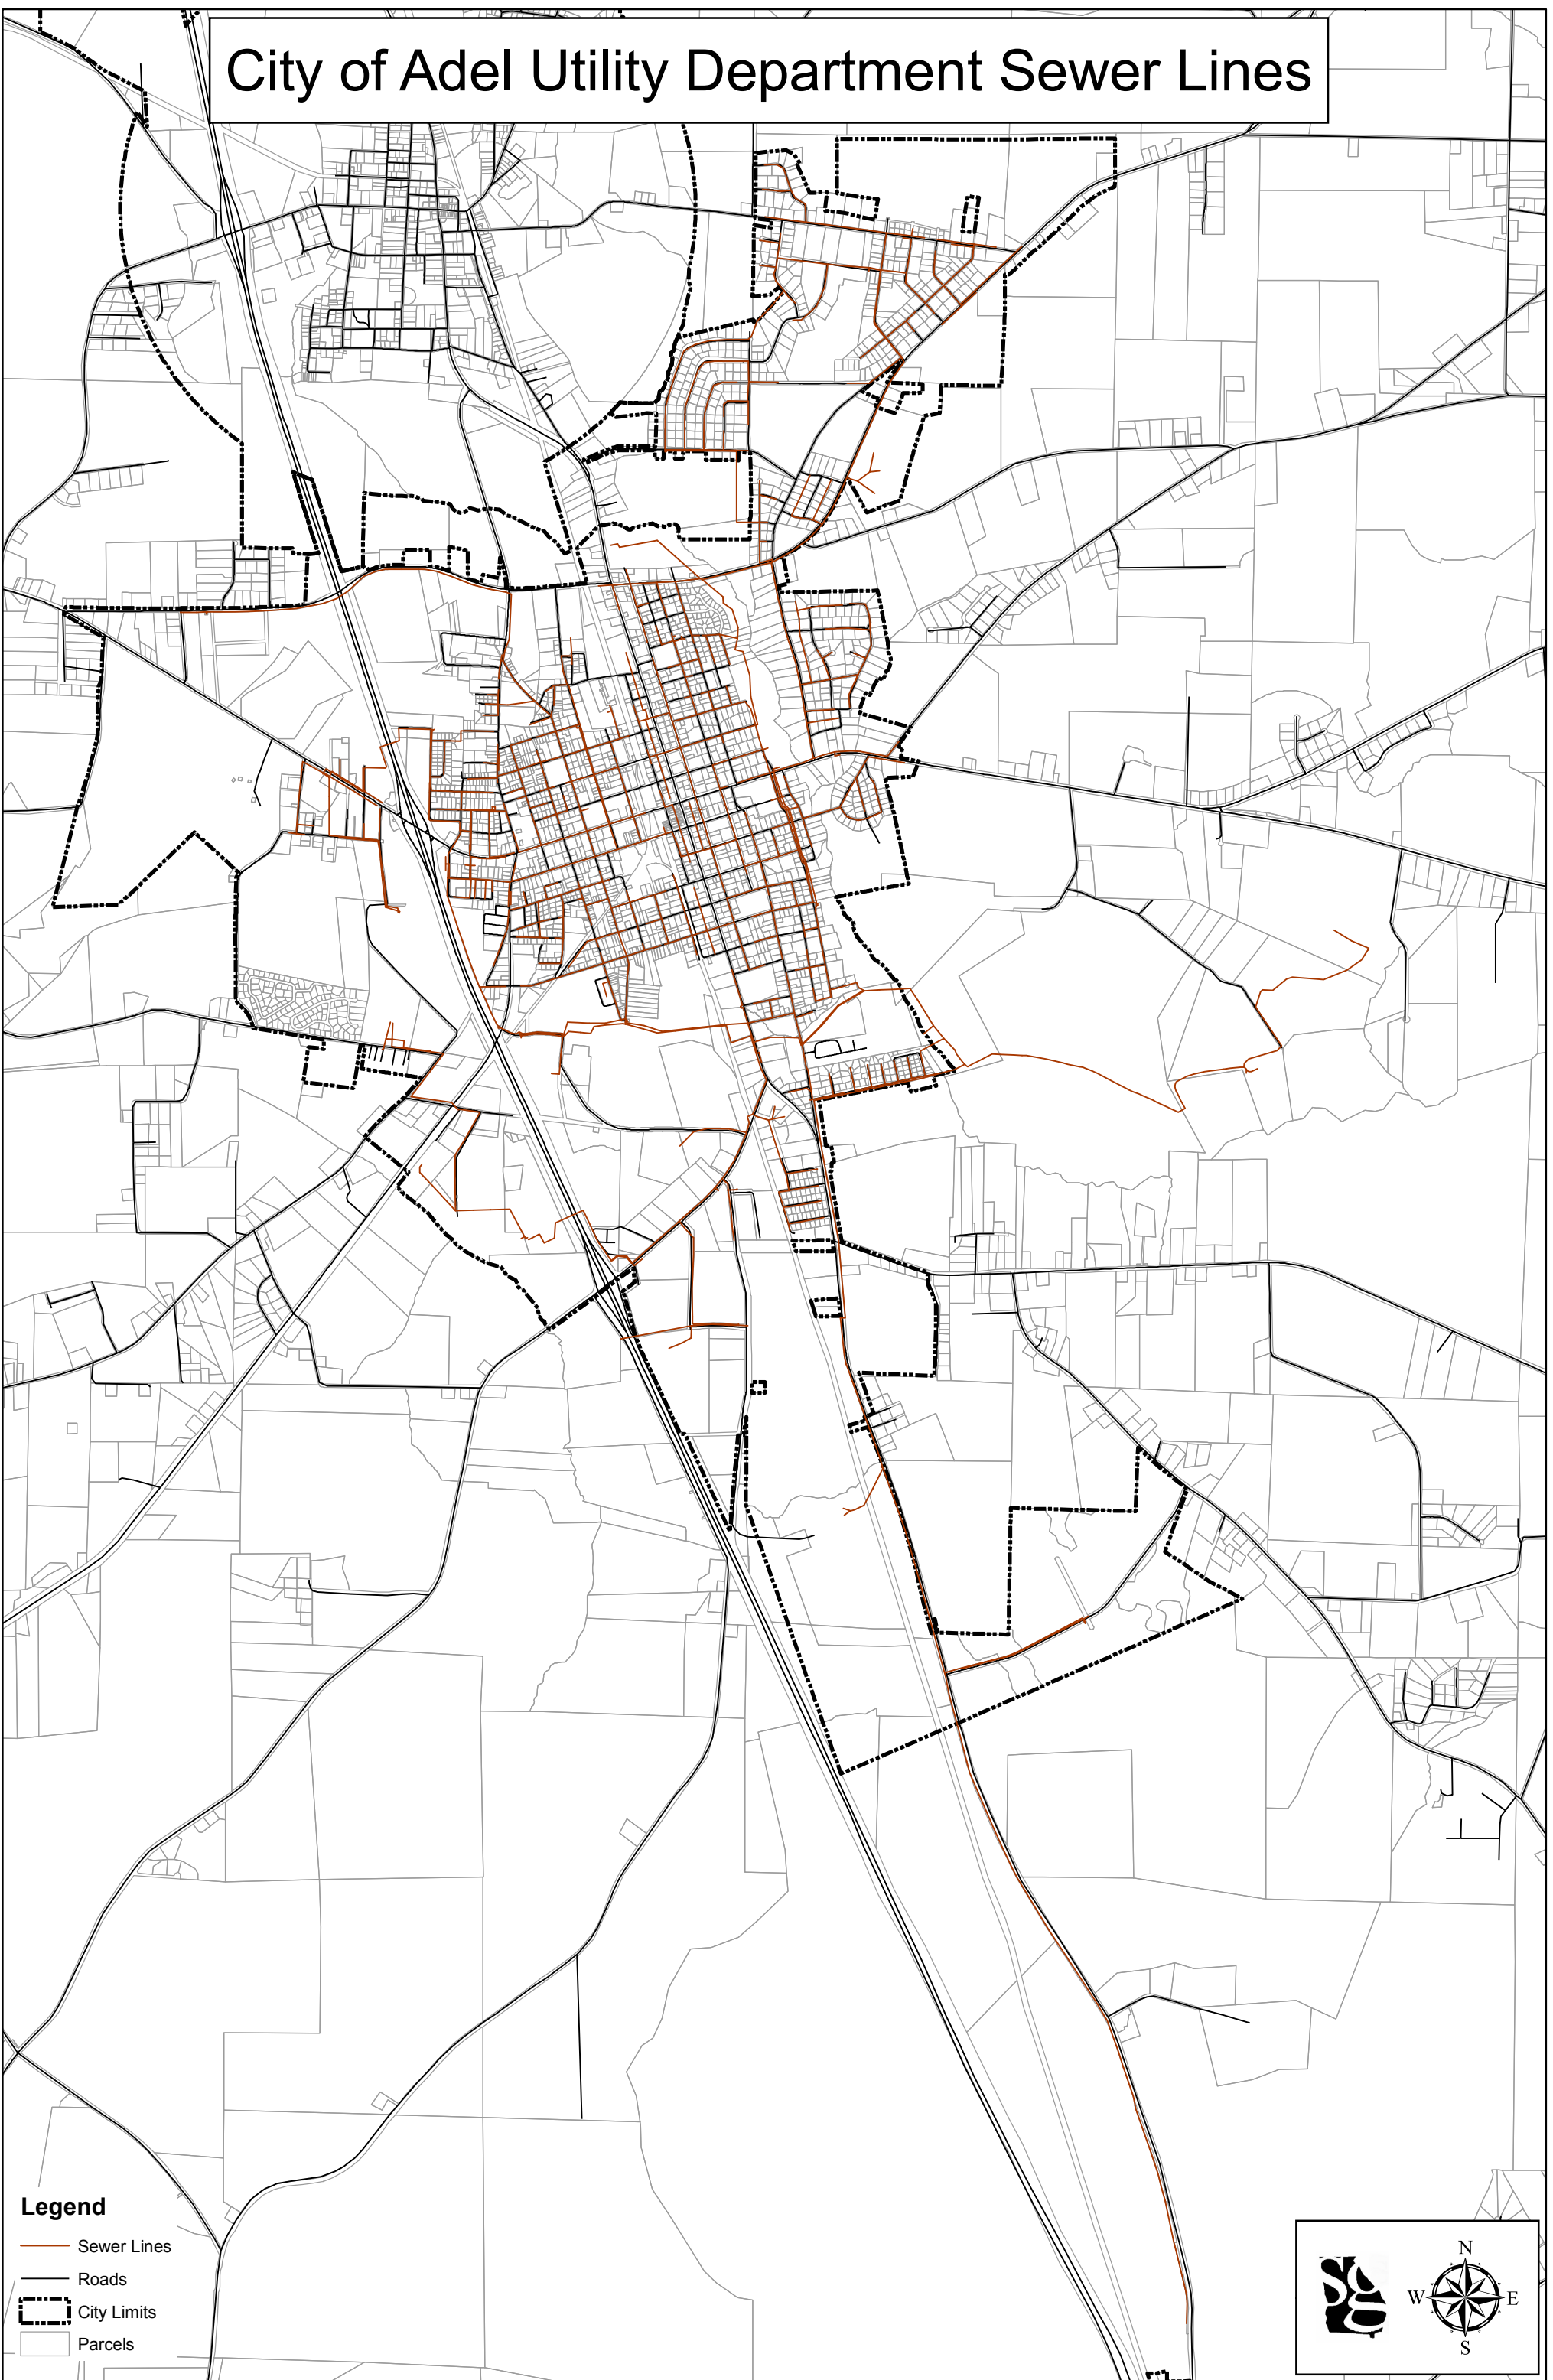 City of Adel Utility Department Sewer Lines
Legend
Sewer Lines
Roads
City Limits
Parcels
N
W E
S